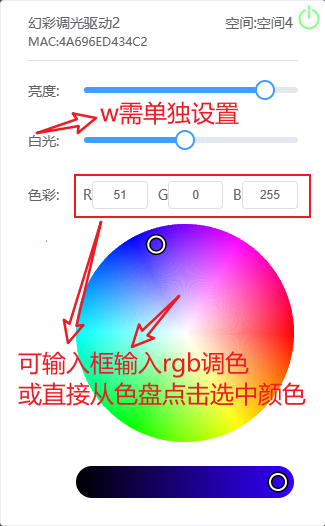 幻彩调光驱动2 空间:空间4
MAC:4A696ED434C2
亮度:
w需单独设置
白光:
色彩: R 51 G 0 B 255
可输入框输入rgb调色
或直接从色盘点击选中颜色